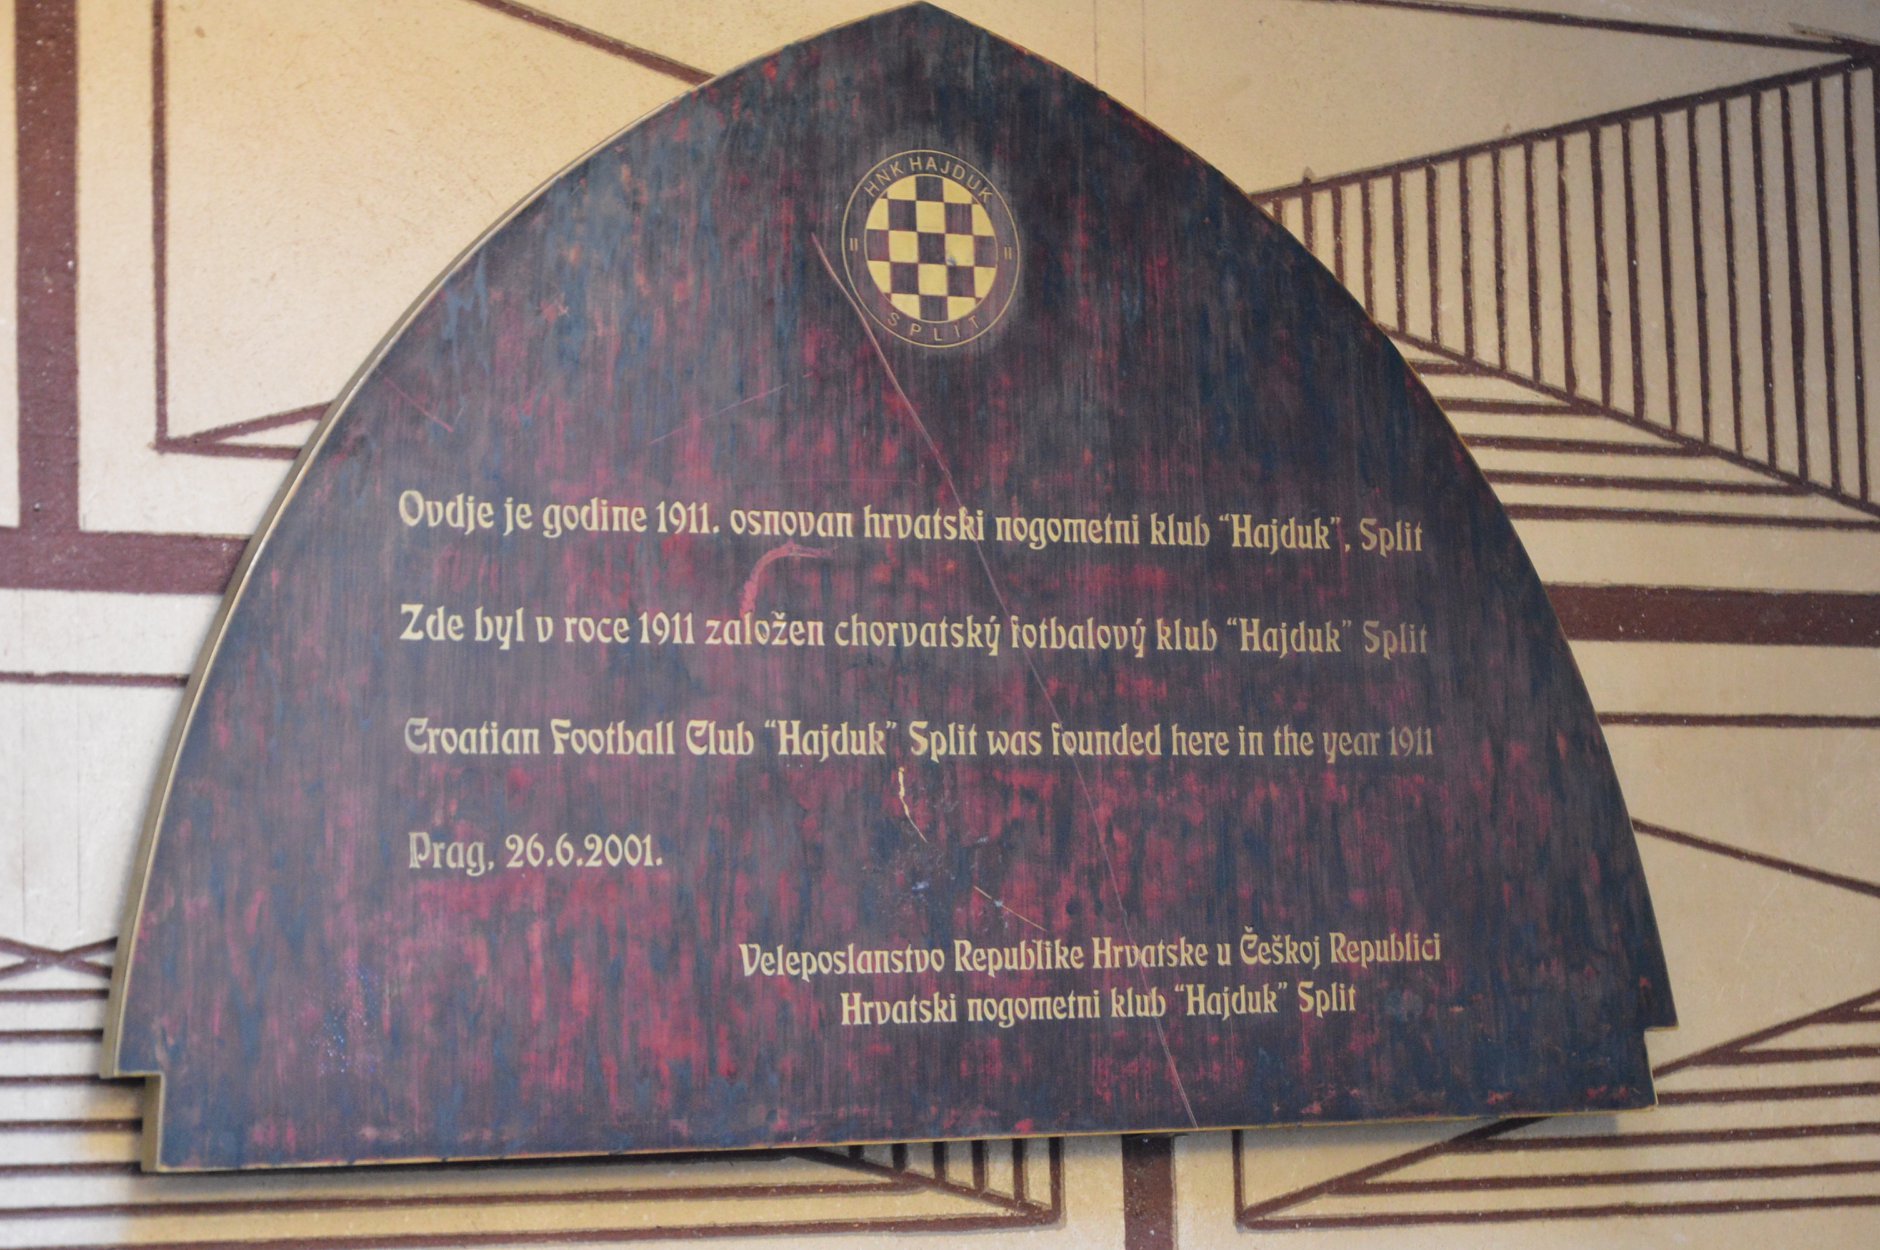 HNK HAJDUK
SPLIT
Ovdje je godine 1911. osnovan hrvatski nogometni klub “Hajduk”, Split
Zde byl v roce 1911 založen chorvatský fotbalový klub “Hajduk” Split
Croatian Football Club “Hajduk” Split was founded here in the year 1911
Prag, 26.6.2001.
Veleposlanstvo Republike Hrvatske u Češkoj Republici
Hrvatski nogometni klub “Hajduk” Split